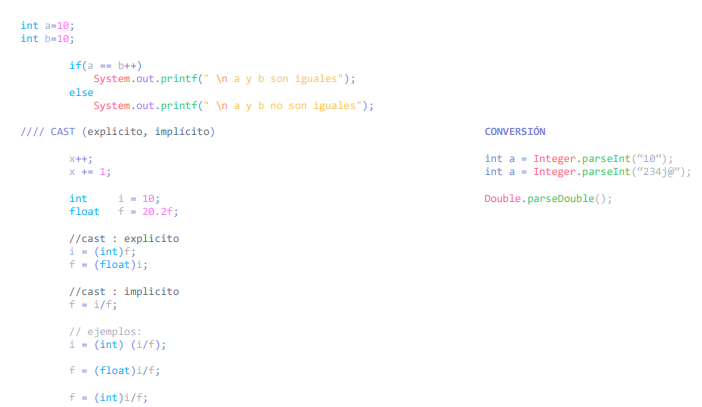 int a=10;
int b=10;
if(a == b++)
System.out.printf(" \n a y b son iguales");
else
System.out.printf(" \n a y b no son iguales");
//// CAST (explicito, implícito)
x++;
x += 1;
int i = 10;
float f = 20.2f;
//cast : explicito
i = (int)f;
f = (float)i;
//cast : implicito
f = i/f;
// ejemplos:
i = (int) (i/f);
f = (float)i/f;
f = (int)i/f;
CONVERSIÓN
int a = Integer.parseInt(“10”);
int a = Integer.parseInt(“234j@”);
Double.parseDouble();